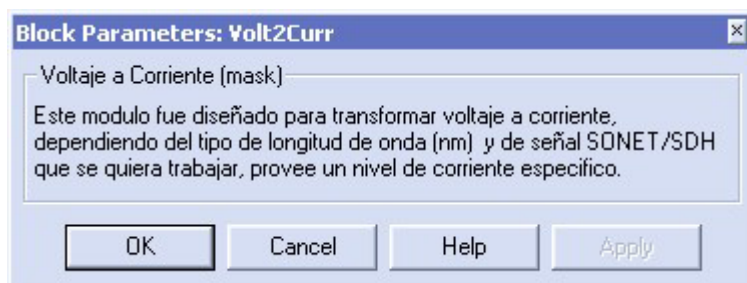 Block Parameters: Volt2Curr
Voltaje a Corriente (mask)
Este modulo fue diseñado para transformar voltaje a corriente,
dependiendo del tipo de longitud de onda (nm) y de señal SONET/SDH
que se quiera trabajar, provee un nivel de corriente especifico.
OK Cancel Help Apply